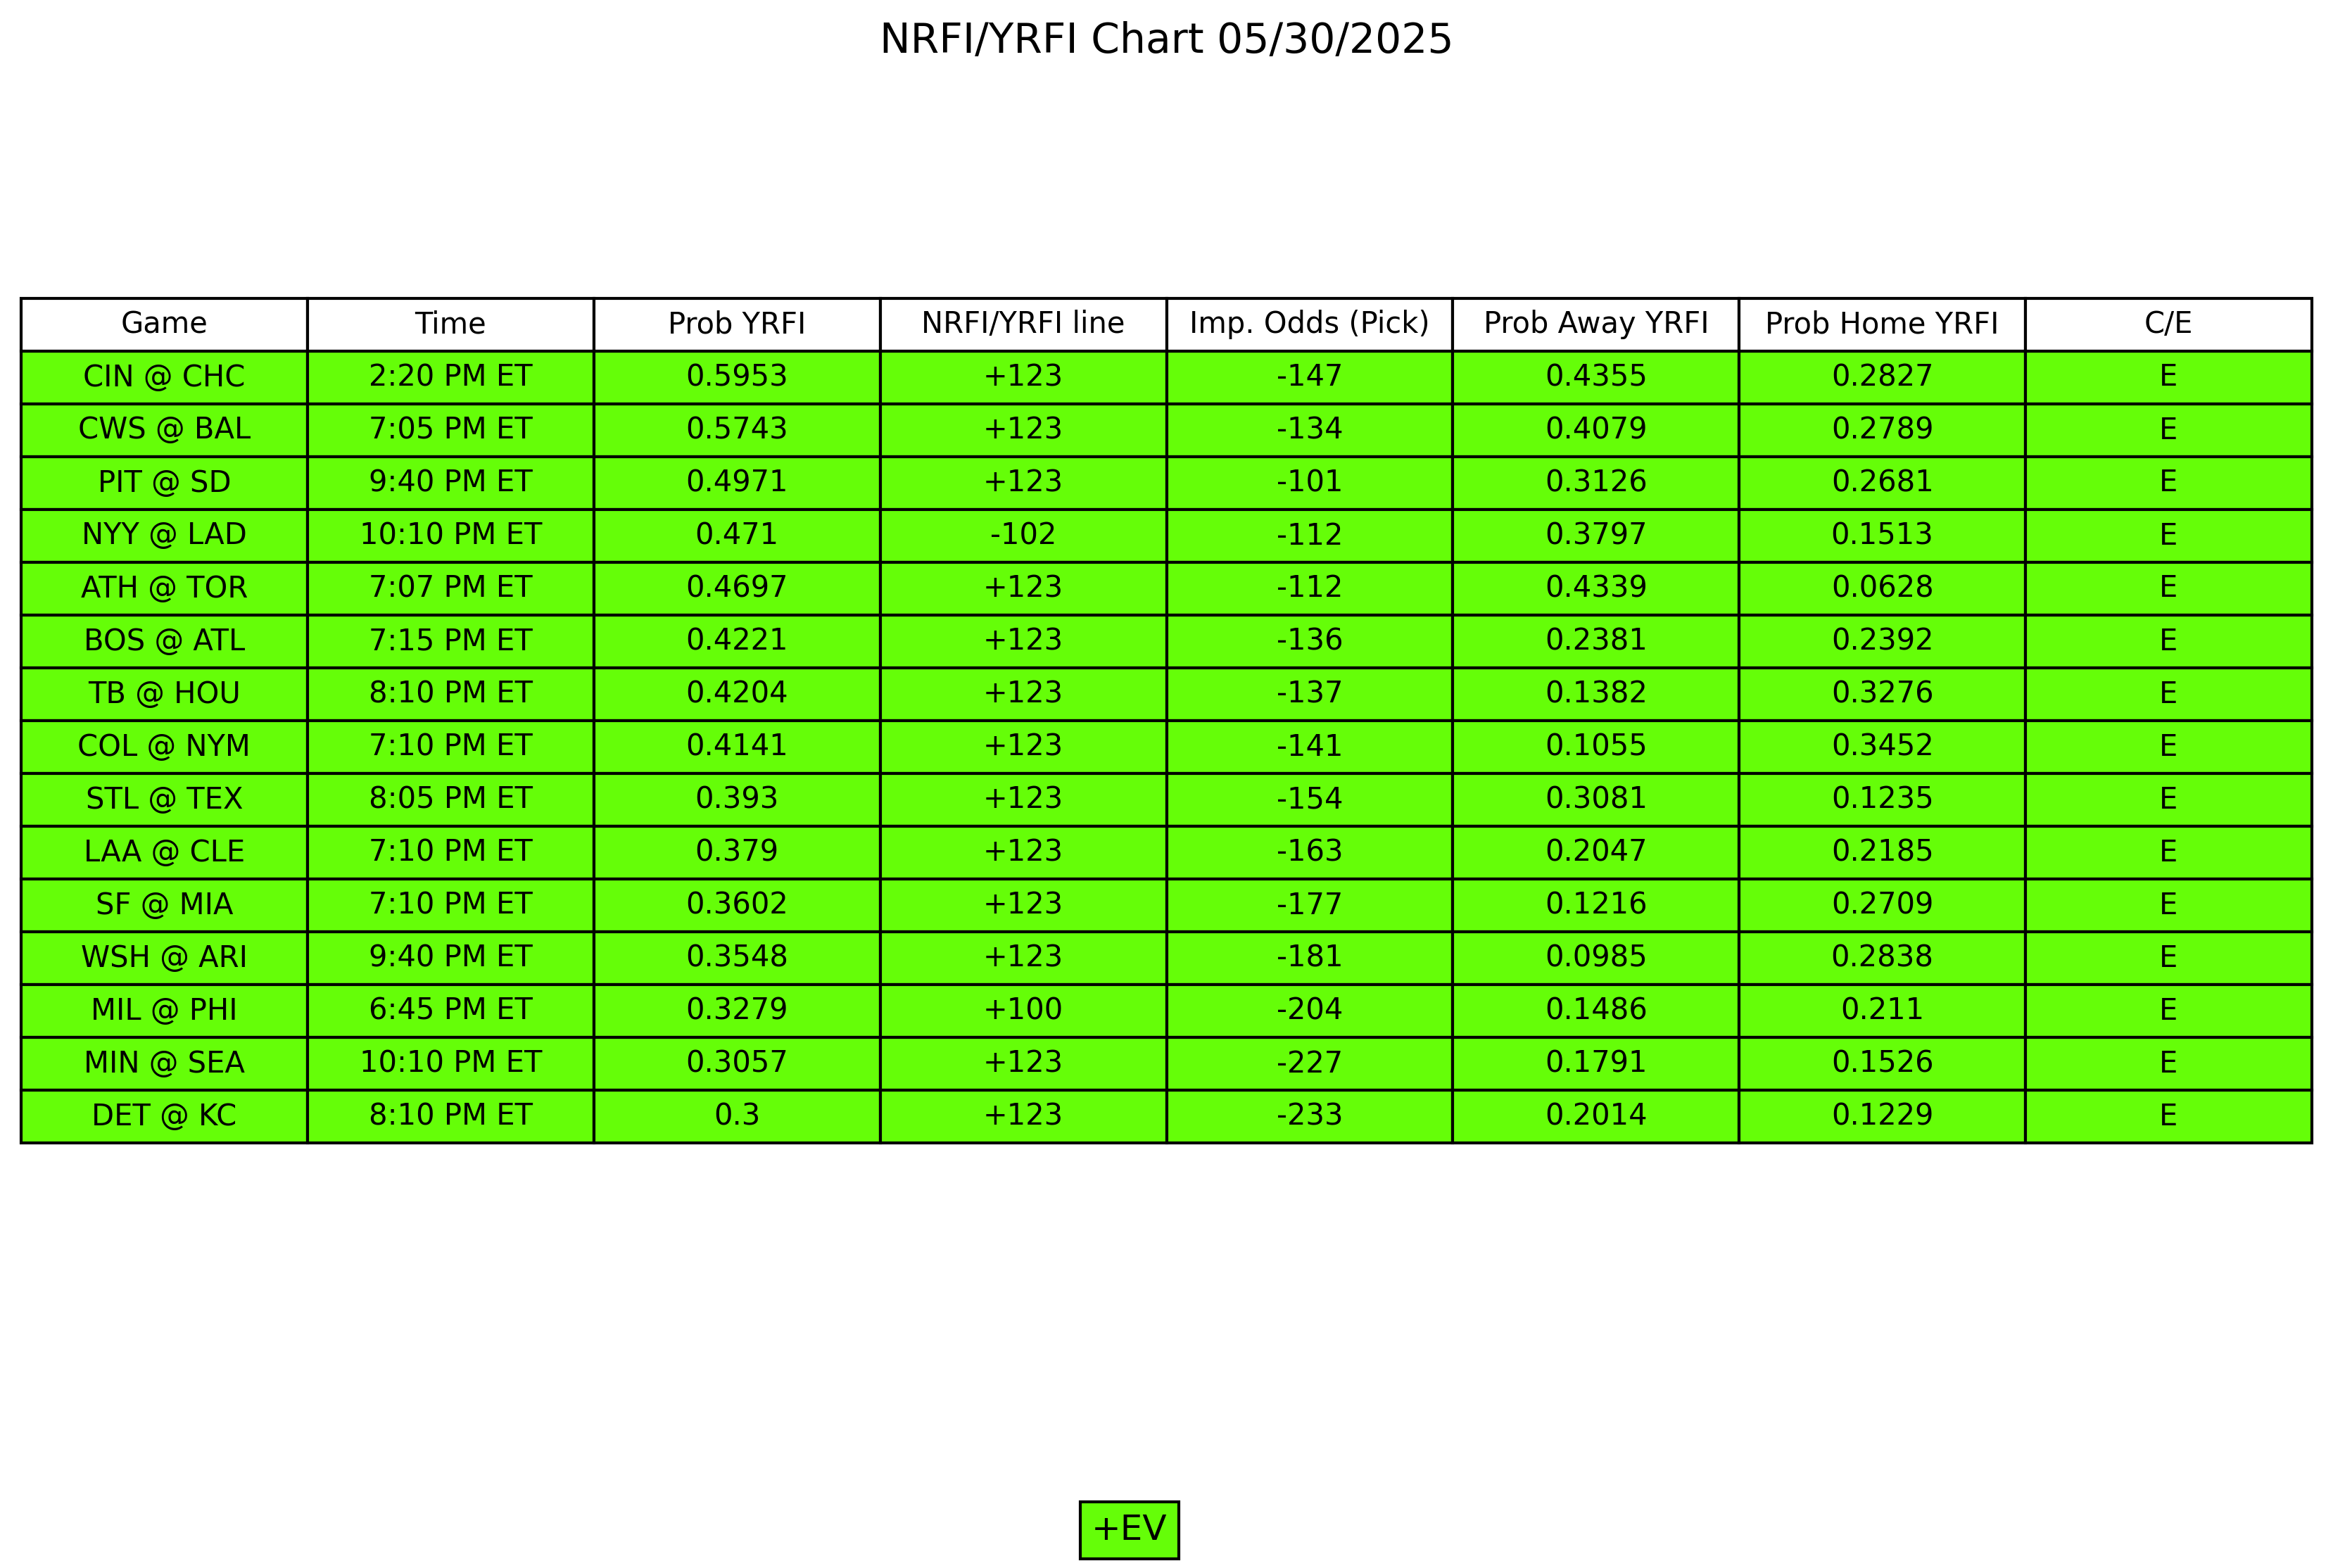 NRFI/YRFI Chart 05/30/2025
Game Time Prob YRFI NRFI/YRFI line Imp. Odds (Pick) Prob Away YRFI Prob Home YRFI C/E
CIN @ CHC 2:20 PM ET 0.5953 +123 -147 0.4355 0.2827 E
CWS @ BAL 7:05 PM ET 0.5743 +123 -134 0.4079 0.2789 E
PIT @ SD 9:40 PM ET 0.4971 +123 -101 0.3126 0.2681 E
NYY @ LAD 10:10 PM ET 0.471 -102 -112 0.3797 0.1513 E
ATH @ TOR 7:07 PM ET 0.4697 +123 -112 0.4339 0.0628 E
BOS @ ATL 7:15 PM ET 0.4221 +123 -136 0.2381 0.2392 E
TB @ HOU 8:10 PM ET 0.4204 +123 -137 0.1382 0.3276 E
COL @ NYM 7:10 PM ET 0.4141 +123 -141 0.1055 0.3452 E
STL @ TEX 8:05 PM ET 0.393 +123 -154 0.3081 0.1235 E
LAA @ CLE 7:10 PM ET 0.379 +123 -163 0.2047 0.2185 E
SF @ MIA 7:10 PM ET 0.3602 +123 -177 0.1216 0.2709 E
WSH @ ARI 9:40 PM ET 0.3548 +123 -181 0.0985 0.2838 E
MIL @ PHI 6:45 PM ET 0.3279 +100 -204 0.1486 0.211 E
MIN @ SEA 10:10 PM ET 0.3057 +123 -227 0.1791 0.1526 E
DET @ KC 8:10 PM ET 0.3 +123 -233 0.2014 0.1229 E
+EV